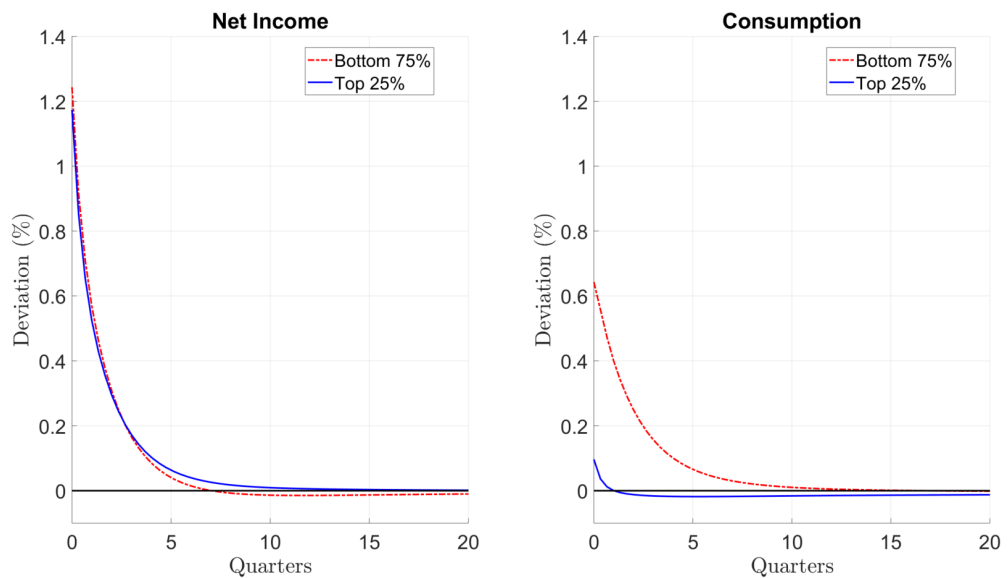 Net Income
Bottom 75%
Top 25%
1.4
1.2
1
0.8
0.6
0.4
0.2
0
Deviation (%)
0
5
10
15
20
Quarters
Consumption
Bottom 75%
Top 25%
1.4
1.2
1
0.8
0.6
0.4
0.2
0
Deviation (%)
0
5
10
15
20
Quarters